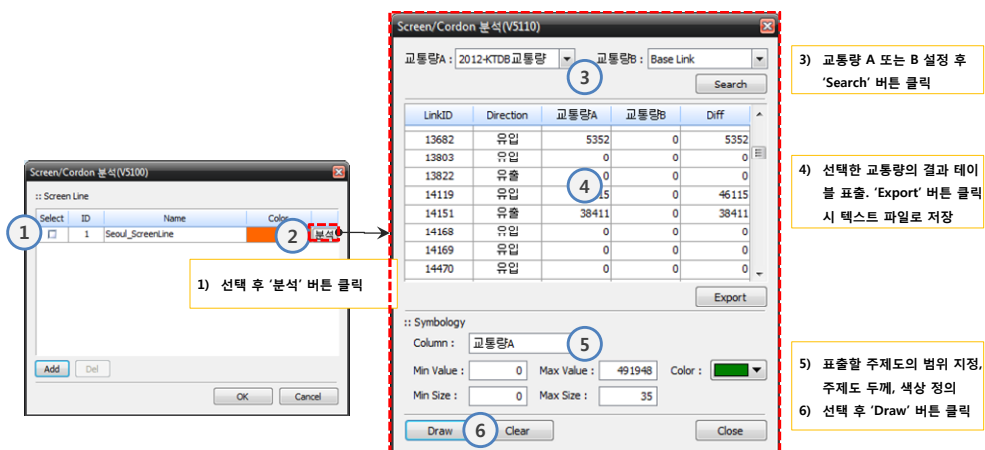 Screen/Cordon 분석(V5100)
:: Screen Line
Select ID Name Color
1 Seoul_ScreenLine 분석
1
2
1) 선택 후 '분석' 버튼 클릭
Add Del
OK Cancel
Screen/Cordon 분석(V5110)
교통량A : 2012-KTDB교통량 교통량B : Base Link
3
Search
LinkID Direction 교통량A 교통량B Diff
13682 유입 5352 0 5352
13803 유입 0 0 0
13822 유출 0 0 0
14119 유입 15 0 46115
14151 유출 38411 0 38411
14168 유입 0 0 0
14169 유입 0 0 0
14470 유입 0 0 0
4
Export
:: Symbology
Column : 교통량A
5
Min Value : 0 Max Value : 491948 Color :
Min Size : 0 Max Size : 35
Draw 6 Clear Close
3) 교통량 A 또는 B 설정 후
'Search' 버튼 클릭
4) 선택한 교통량의 결과 테이
블 표출. 'Export' 버튼 클릭
시 텍스트 파일로 저장
5) 표출할 주제도의 범위 지정,
주제도 두께, 색상 정의
6) 선택 후 'Draw' 버튼 클릭